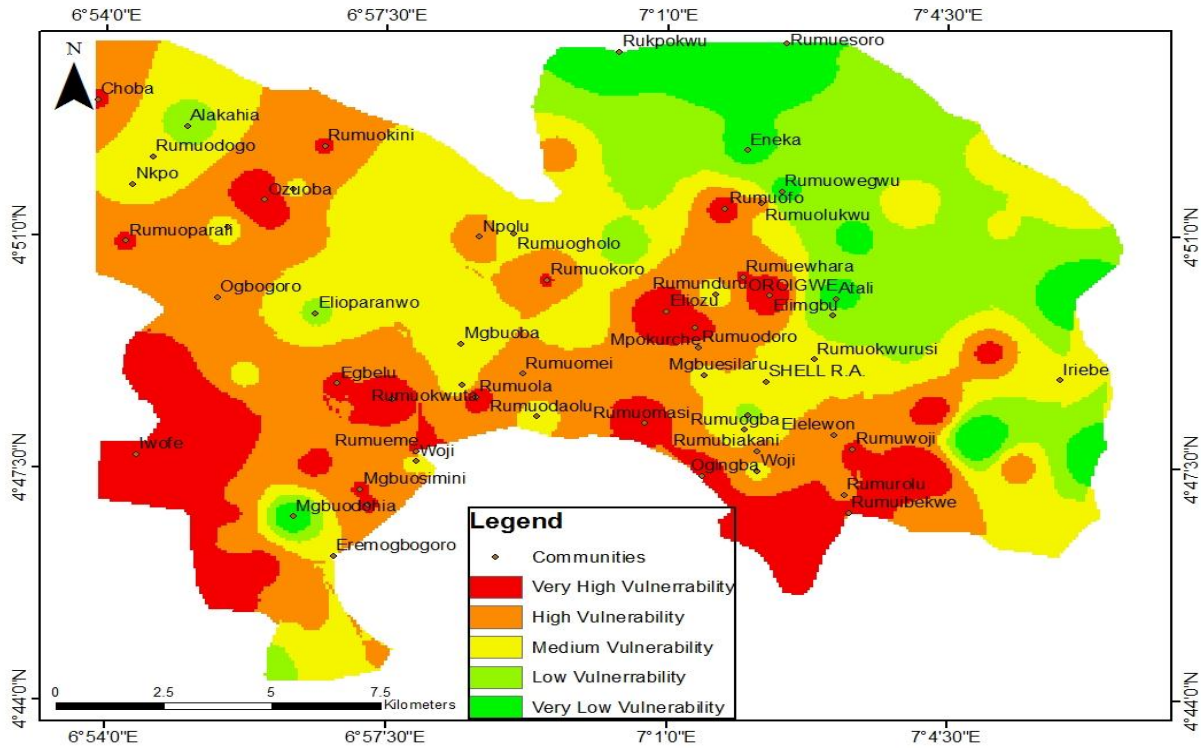 6°54'0"E 6°57'30"E 7°1'0"E 7°4'30"E
N
Rukpokwu
Rumuesoro
Choba
Alakahia
Rumuokini
Rumuodogo
Eneka
Nkpo
Ozuoba
Rumuowegwu
Rumuofo
Rumuolukwu
4°51'0"N
Rumuoparafi
Npolu
Rumuogholo
4°51'0"N
Rumuokoro
Rumuewhara
Ogbogoro
Rumunduru
OROIGWE
Atali
Elioparanwo
Eliozu
Elimgbu
Mgbuoba
Mpokurche
Rumuodoro
Rumuokwurusi
Egbelu
Rumuomei
Mgbuesilaru
SHELL R.A.
Iriebe
Rumuokwuta
Rumuola
Rumuodaolu
Rumuomasi
Rumuogba
Elelewon
Iwofe
Rumueme
Woji
Rumubiakani
Rumuwoji
4°47'30"N
Ogingba
Woji
4°47'30"N
Mgbuosimini
Rumurolu
Mgbuodohia
Rumuibekwe
Eremogbogoro
Legend
Communities
Very High Vulnerrability
High Vulnerability
Medium Vulnerability
Low Vulnerrability
Very Low Vulnerability
0 2.5 5 7.5
Kilometers
4°44'0"N
4°44'0"N
6°54'0"E 6°57'30"E 7°1'0"E 7°4'30"E